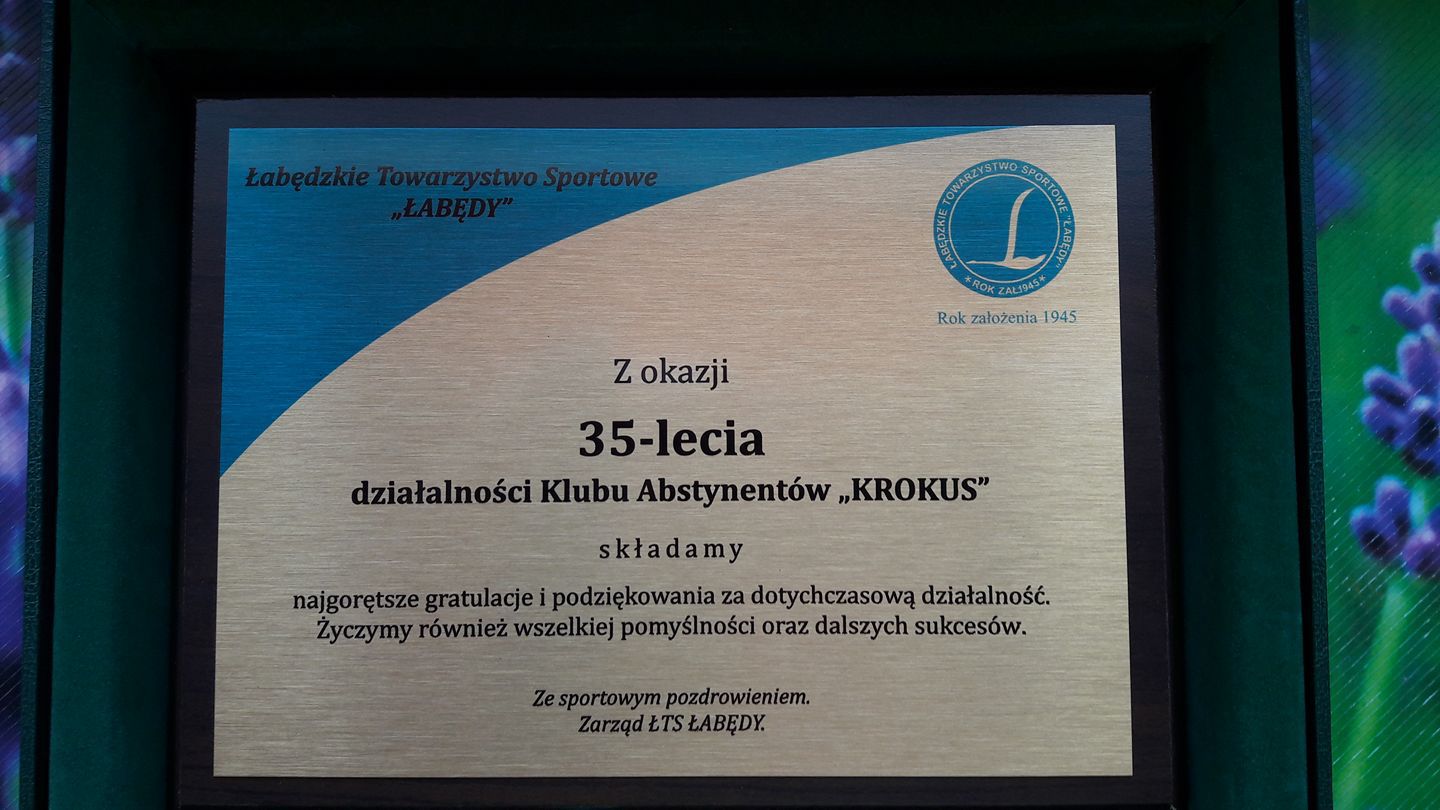 Łabędzkie Towarzystwo Sportowe
„ŁABĘDY”
ŁABĘDZKIE TOWARZYSTWO SPORTOWE "ŁABĘDY"
* ROK ZAŁ.1945 *
Rok założenia 1945
Z okazji
35-lecia
działalności Klubu Abstynentów „KROKUS”
składamy
najgorętsze gratulacje i podziękowania za dotychczasową działalność.
Życzymy również wszelkiej pomyślności oraz dalszych sukcesów.
Ze sportowym pozdrowieniem.
Zarząd ŁTS ŁABĘDY.